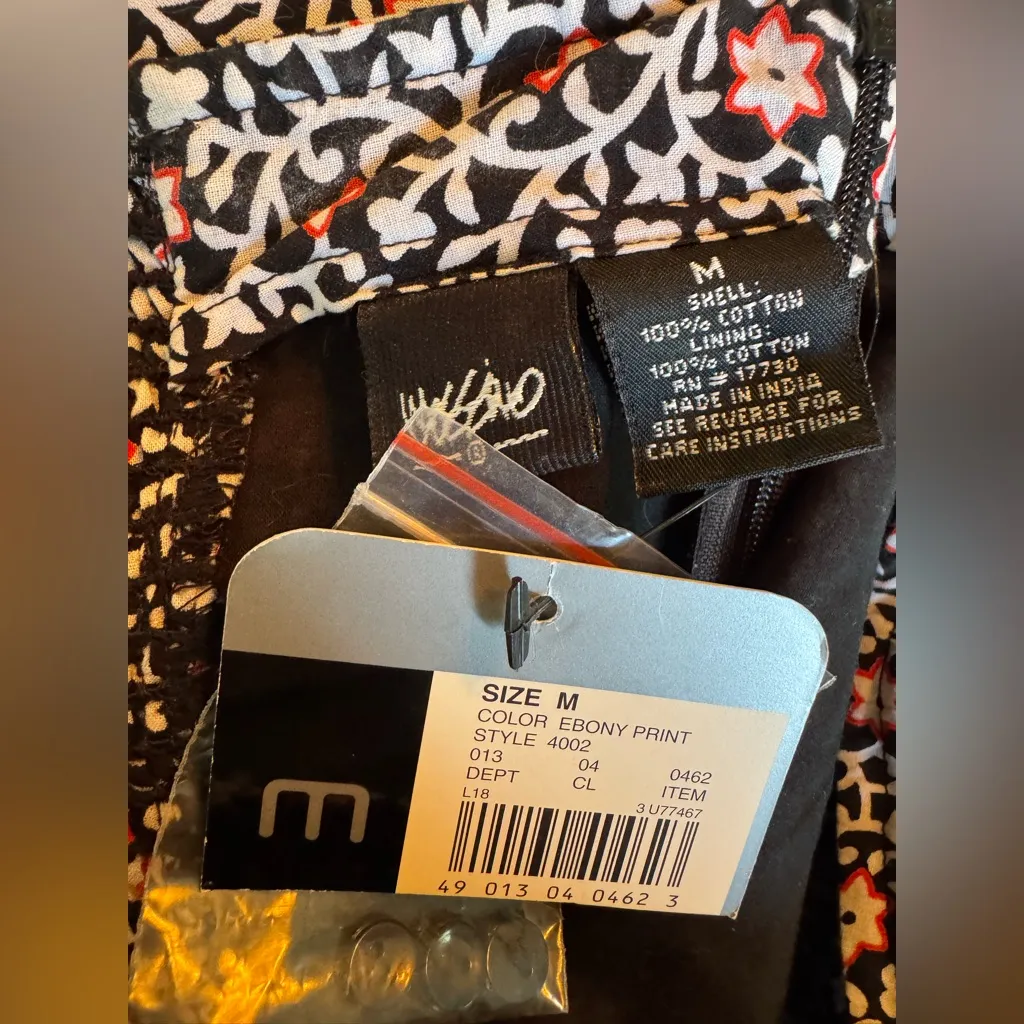 Mossimo
®
M
SHELL:
100% COTTON
LINING:
100% COTTON
RN # 17730
MADE IN INDIA
SEE REVERSE FOR
CARE INSTRUCTIONS
m
SIZE M
COLOR EBONY PRINT
STYLE 4002
013 04 0462
DEPT CL ITEM
L18 3 U77467
49 013 04 0462 3